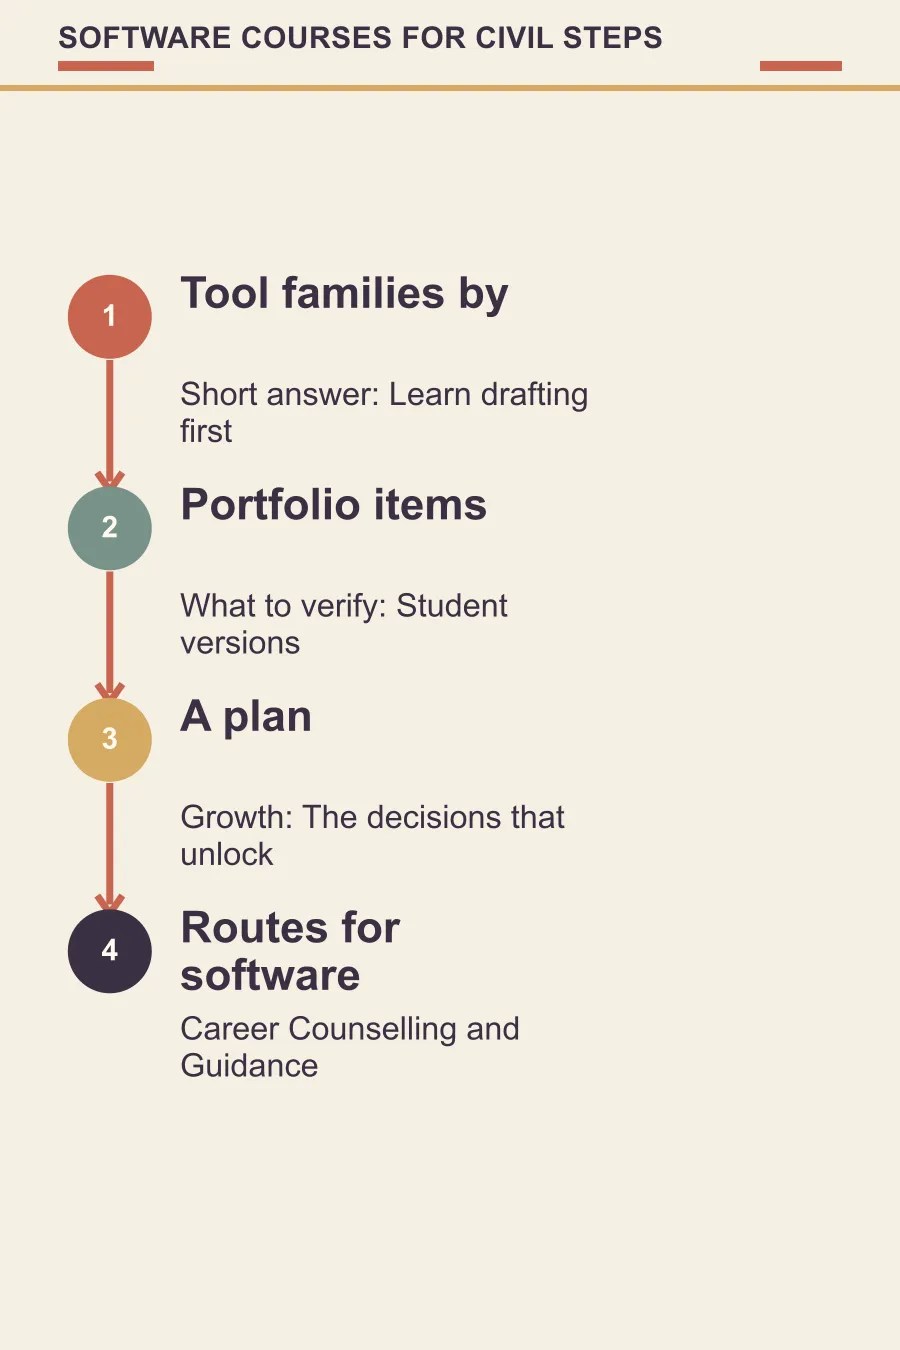 SOFTWARE COURSES FOR CIVIL STEPS
1
Tool families by
Short answer: Learn drafting
first
2
Portfolio items
What to verify: Student
versions
3
A plan
Growth: The decisions that
unlock
4
Routes for
software
Career Counselling and
Guidance